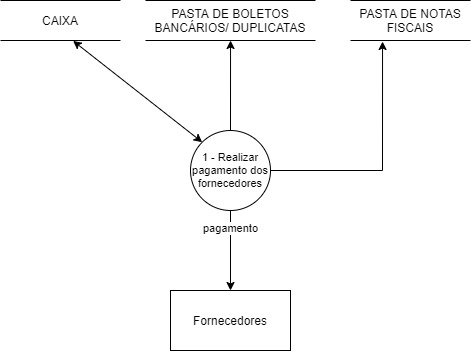 CAIXA
PASTA DE BOLETOS
BANCÁRIOS/ DUPLICATAS
PASTA DE NOTAS
FISCAIS
1 - Realizar
pagamento dos
fornecedores
pagamento
Fornecedores